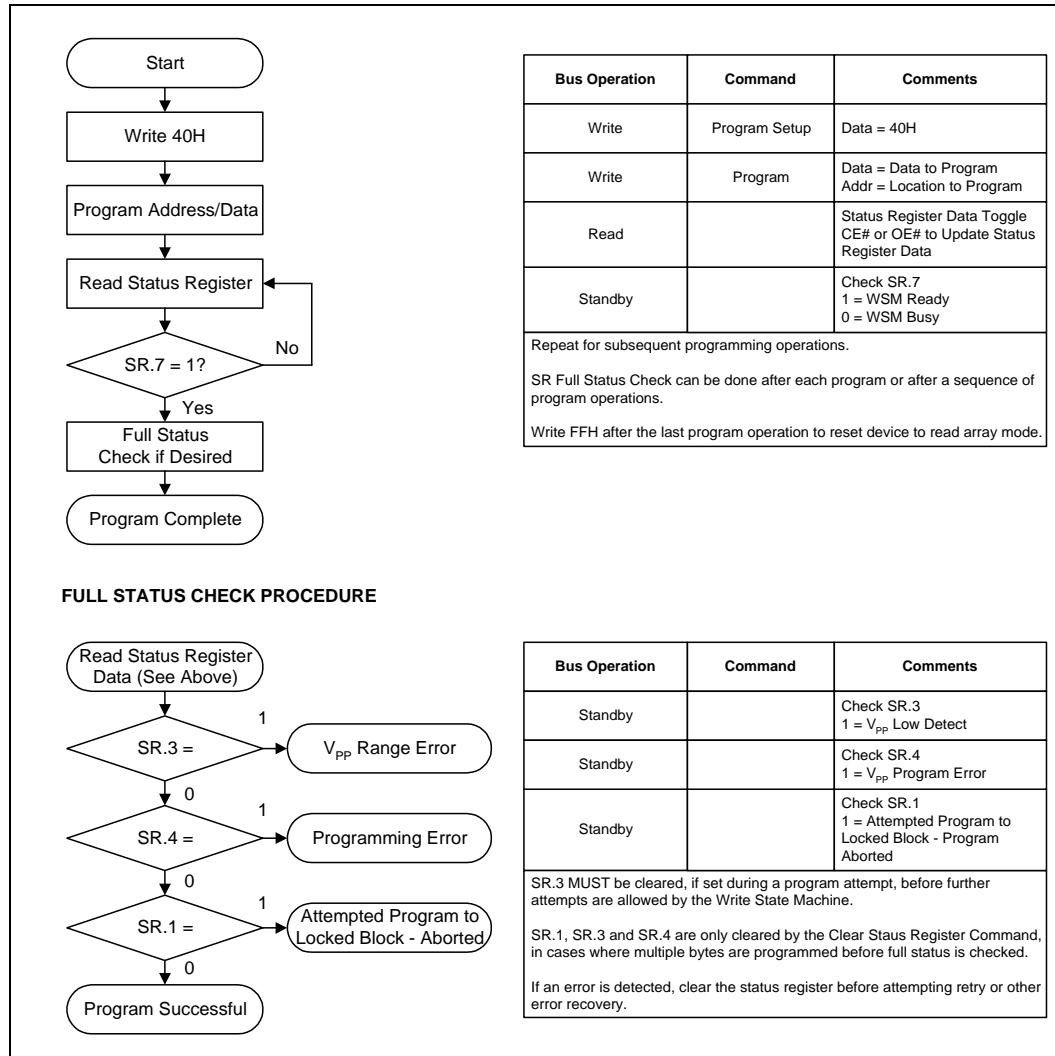 Start
Write 40H
Program Address/Data
Read Status Register
No
SR.7 = 1?
Yes
Full Status
Check if Desired
Program Complete
Bus Operation Command Comments
Write Program Setup Data = 40H
Write Program Data = Data to Program
Addr = Location to Program
Read Status Register Data Toggle
CE# or OE# to Update Status
Register Data
Standby Check SR.7
1 = WSM Ready
0 = WSM Busy
Repeat for subsequent programming operations.
SR Full Status Check can be done after each program or after a sequence of
program operations.
Write FFH after the last program operation to reset device to read array mode.
FULL STATUS CHECK PROCEDURE
Read Status Register
Data (See Above)
SR.3 =
1
VPP Range Error
0
SR.4 =
1
Programming Error
0
SR.1 =
1
Attempted Program to
Locked Block - Aborted
0
Program Successful
Bus Operation Command Comments
Standby Check SR.3
1 = VPP Low Detect
Standby Check SR.4
1 = VPP Program Error
Standby Check SR.1
1 = Attempted Program to
Locked Block - Program
Aborted
SR.3 MUST be cleared, if set during a program attempt, before further
attempts are allowed by the Write State Machine.
SR.1, SR.3 and SR.4 are only cleared by the Clear Staus Register Command,
in cases where multiple bytes are programmed before full status is checked.
If an error is detected, clear the status register before attempting retry or other
error recovery.